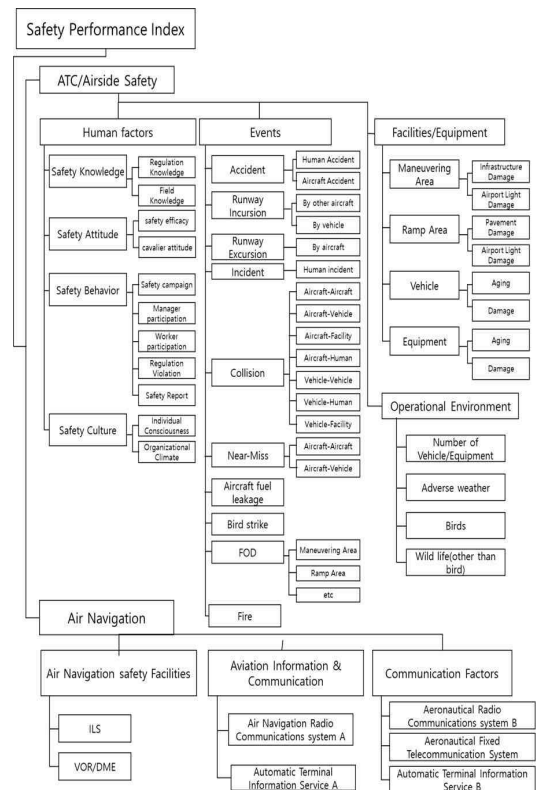 Safety Performance Index
ATC/Airside Safety
Human factors
Safety Knowledge
Regulation
Knowledge
Field
Knowledge
Safety Attitude
safety efficacy
cavalier attitude
Safety Behavior
Safety campaign
Manager
participation
Worker
participation
Regulation
Violation
Safety Report
Safety Culture
Individual
Consciousness
Organizational
Climate
Events
Accident
Human Accident
Aircraft Accident
Runway
Incursion
By other aircraft
By vehicle
Runway
Excursion
By aircraft
Incident
Human incident
Collision
Aircraft-Aircraft
Aircraft-Vehicle
Aircraft-Facility
Aircraft-Human
Vehicle-Vehicle
Vehicle-Human
Vehicle-Facility
Near-Miss
Aircraft-Aircraft
Aircraft-Vehicle
Aircraft fuel
leakage
Bird strike
FOD
Maneuvering Area
Ramp Area
etc
Fire
Facilities/Equipment
Maneuvering
Area
Infrastructure
Damage
Airport Light
Damage
Ramp Area
Pavement
Damage
Airport Light
Damage
Vehicle
Aging
Damage
Equipment
Aging
Damage
Operational Environment
Number of
Vehicle/Equipment
Adverse weather
Birds
Wild life(other than
bird)
Air Navigation
Air Navigation safety Facilities
ILS
VOR/DME
Aviation Information &
Communication
Air Navigation Radio
Communications system A
Automatic Terminal
Information Service A
Communication Factors
Aeronautical Radio
Communications system B
Aeronautical Fixed
Telecommunication System
Automatic Terminal Information
Service B